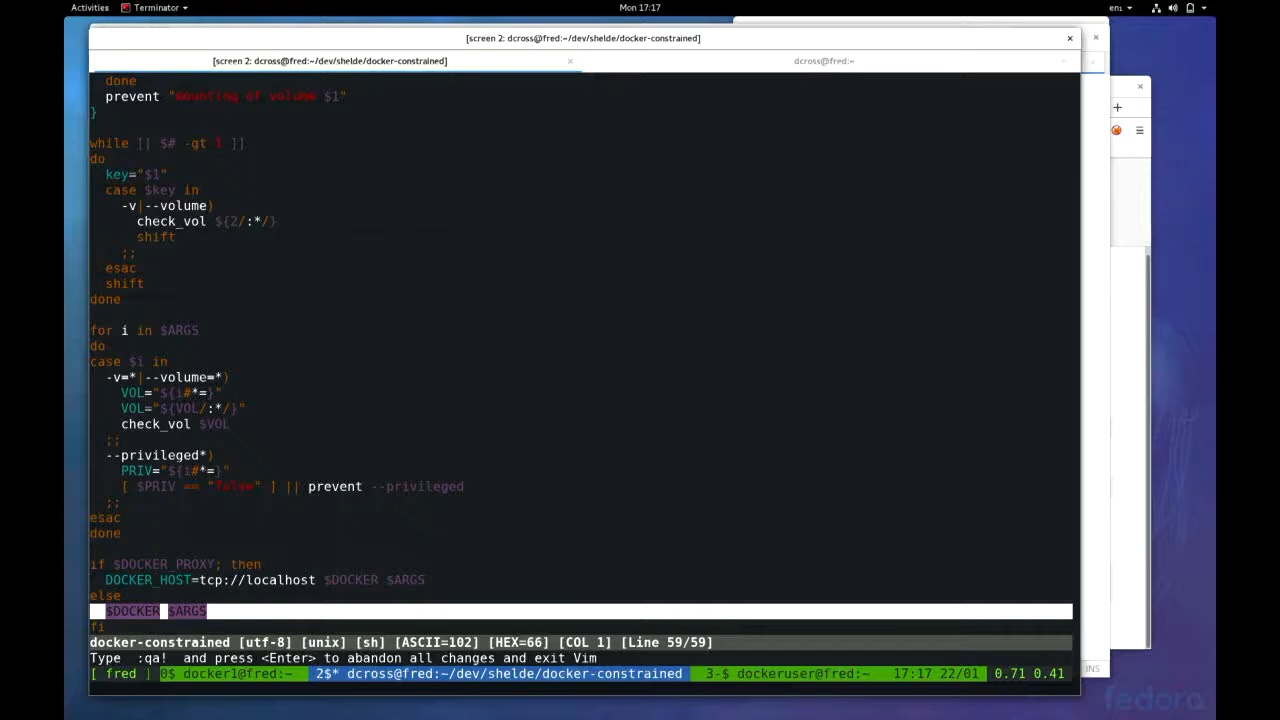 Activities Terminator Mon 17:17 en₁
[screen 2: dcross@fred:~/dev/shelde/docker-constrained]
[screen 2: dcross@fred:~/dev/shelde/docker-constrained] dcross@fred:~
done
prevent "mounting of volume $1"
}
while [[ $# -gt 1 ]]
do
key="$1"
case $key in
-v|--volume)
check_vol ${2/:*/}
shift
;;
esac
shift
done
for i in $ARGS
do
case $i in
-v=*|--volume=*)
VOL="${i#*=}"
VOL="${VOL/:*/}"
check_vol $VOL
;;
--privileged*)
PRIV="${i#*=}"
[ $PRIV == "false" ] || prevent --privileged
;;
esac
done
if $DOCKER_PROXY; then
DOCKER_HOST=tcp://localhost $DOCKER $ARGS
else
$DOCKER $ARGS
fi
docker-constrained [utf-8] [unix] [sh] [ASCII=102] [HEX=66] [COL 1] [Line 59/59]
Type :qa! and press <Enter> to abandon all changes and exit Vim
[ fred ] 0$ docker1@fred:~ 2$* dcross@fred:~/dev/shelde/docker-constrained 3-$ dockeruser@fred:~ 17:17 22/01 0.71 0.41
INS
fedora